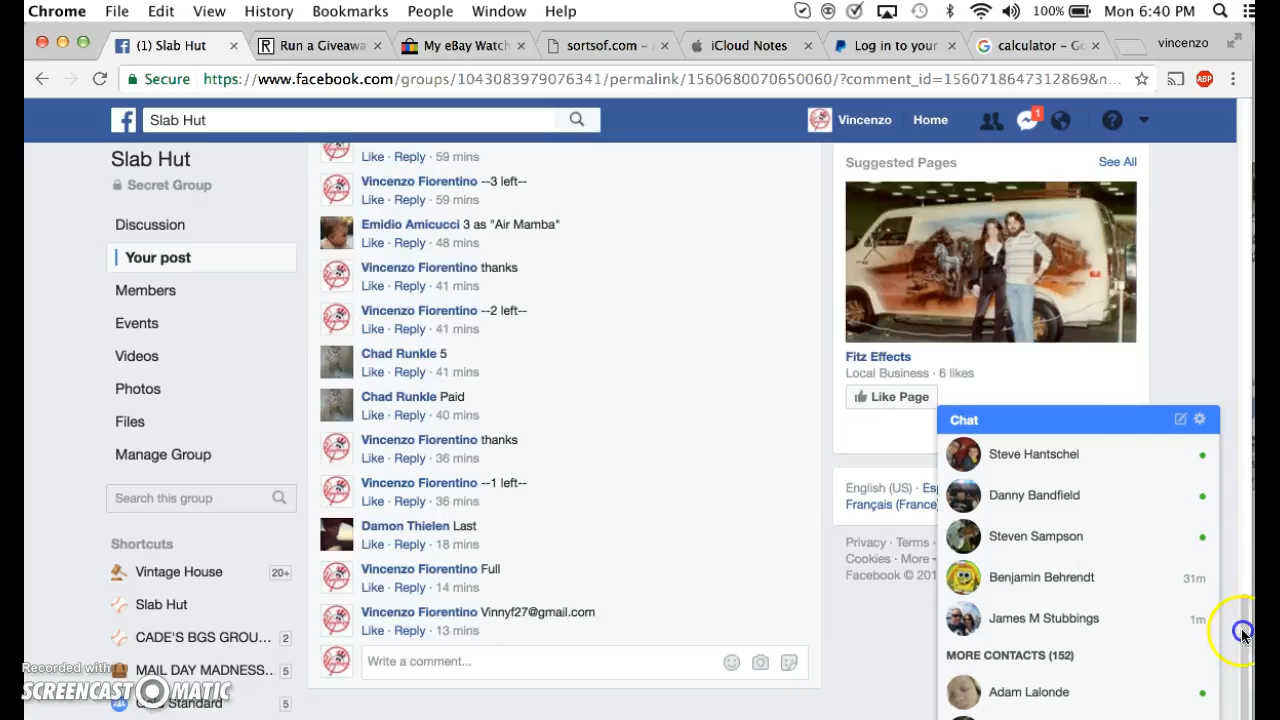 Chrome File Edit View History Bookmarks People Window Help 100% Mon 6:40 PM
(1) Slab Hut
Run a Giveaw
My eBay Watch
sortsof.com –
iCloud Notes
Log in to your
calculator - Go
vincenzo
Secure https://www.facebook.com/groups/1043083979076341/permalink/1560680070650060/?comment_id=1560718647312869&n...
ABP
Slab Hut
Vincenzo Home 1
Slab Hut
Secret Group
Discussion
Your post
Members
Events
Videos
Photos
Files
Manage Group
Search this group
Shortcuts
Vintage House 20+
Slab Hut
CADE'S BGS GROU... 2
MAIL DAY MADNESS... 5
Standard 5
Like · Reply · 59 mins
Vincenzo Fiorentino --3 left--
Like · Reply · 59 mins
Emidio Amicucci 3 as "Air Mamba"
Like · Reply · 48 mins
Vincenzo Fiorentino thanks
Like · Reply · 41 mins
Vincenzo Fiorentino --2 left--
Like · Reply · 41 mins
Chad Runkle 5
Like · Reply · 41 mins
Chad Runkle Paid
Like · Reply · 40 mins
Vincenzo Fiorentino thanks
Like · Reply · 36 mins
Vincenzo Fiorentino --1 left--
Like · Reply · 36 mins
Damon Thielen Last
Like · Reply · 18 mins
Vincenzo Fiorentino Full
Like · Reply · 14 mins
Vincenzo Fiorentino Vinnyf27@gmail.com
Like · Reply · 13 mins
Write a comment...
Suggested Pages See All
Fitz Effects
Local Business · 6 likes
Like Page
English (US) · Esp
Français (France)
Privacy · Terms ·
Cookies · More
Facebook © 201
Chat
Steve Hantschel
Danny Bandfield
Steven Sampson
Benjamin Behrendt 31m
James M Stubbings 1m
MORE CONTACTS (152)
Adam Lalonde
Recorded with
SCREENCAST-O-MATIC